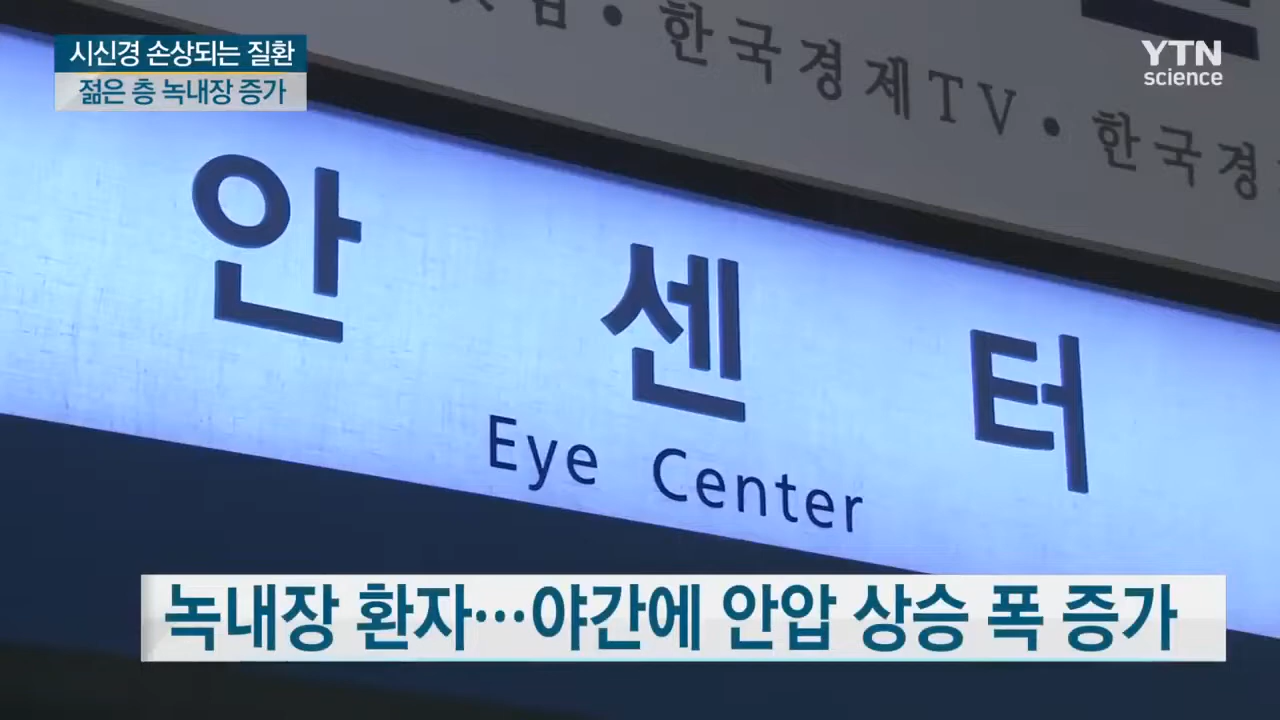 시신경 손상되는 질환
젊은 층 녹내장 증가
YTN
science
• 한국경제TV • 한국경
안 센 터
Eye Center
녹내장 환자…야간에 안압 상승 폭 증가